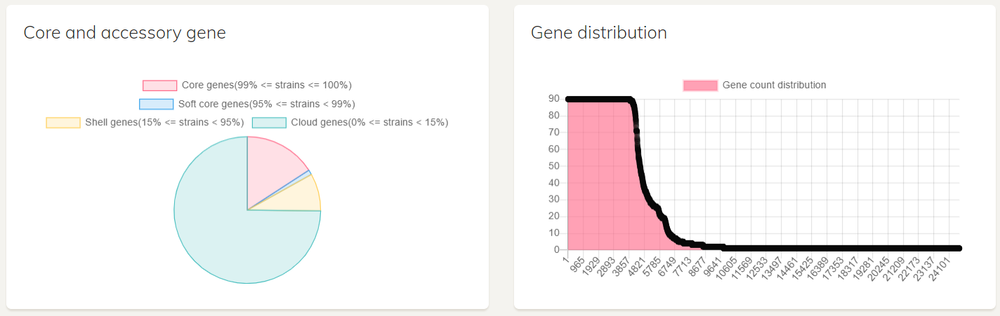 Core and accessory gene
Core genes(99% <= strains <= 100%)
Soft core genes(95% <= strains < 99%)
Shell genes(15% <= strains < 95%) Cloud genes(0% <= strains < 15%)
Gene distribution
Gene count distribution
90
80
70
60
50
40
30
20
10
0
1 965 1929 2893 3857 4821 5785 6749 7713 8677 9641 10605 11569 12533 13497 14461 15425 16389 17353 18317 19281 20245 21209 22173 23137 24101